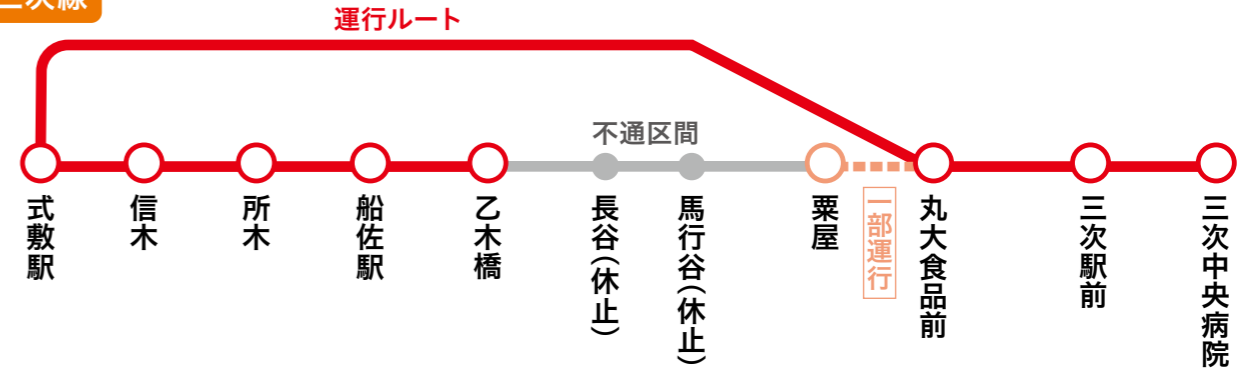 三次線
運行ルート
不通区間
式敷駅
信木
所木
船佐駅
乙木橋
長谷(休止)
馬行谷(休止)
粟屋
一部運行
丸大食品前
三次駅前
三次中央病院